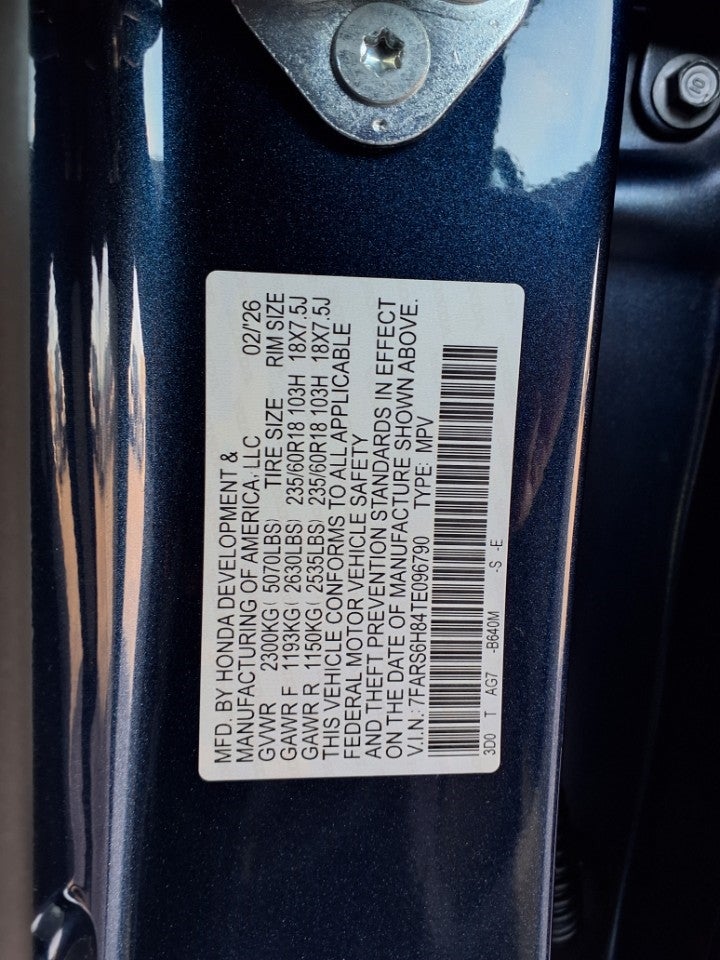 MFD. BY HONDA DEVELOPMENT &
MANUFACTURING OF AMERICA, LLC 02/'26
GVWR 2300KG ( 5070LBS) TIRE SIZE RIM SIZE
GAWR F 1193KG ( 2630LBS) 235/60R18 103H 18X7.5J
GAWR R 1150KG ( 2535LBS) 235/60R18 103H 18X7.5J
THIS VEHICLE CONFORMS TO ALL APPLICABLE
FEDERAL MOTOR VEHICLE SAFETY
AND THEFT PREVENTION STANDARDS IN EFFECT
ON THE DATE OF MANUFACTURE SHOWN ABOVE.
V.I.N.: 7FARS6H84TE096790 TYPE: MPV
3D0 T AG7 -B640M -S -E
10